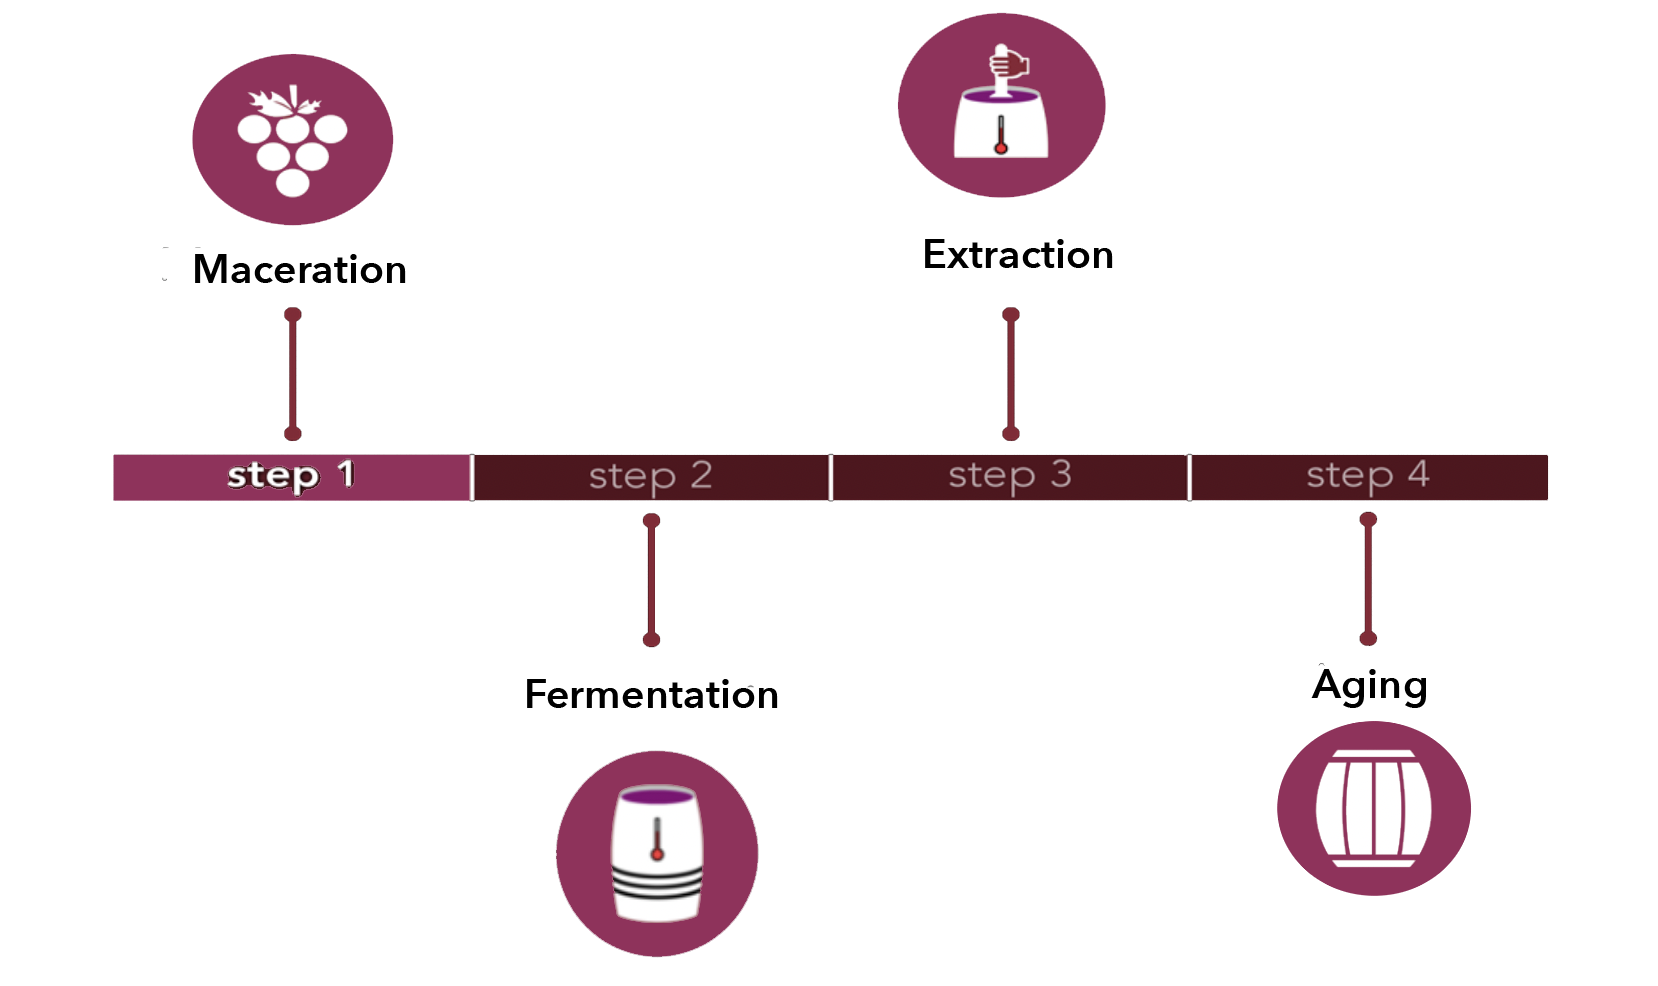 Maceration
Extraction
step 1
step 2
step 3
step 4
Fermentation
Aging